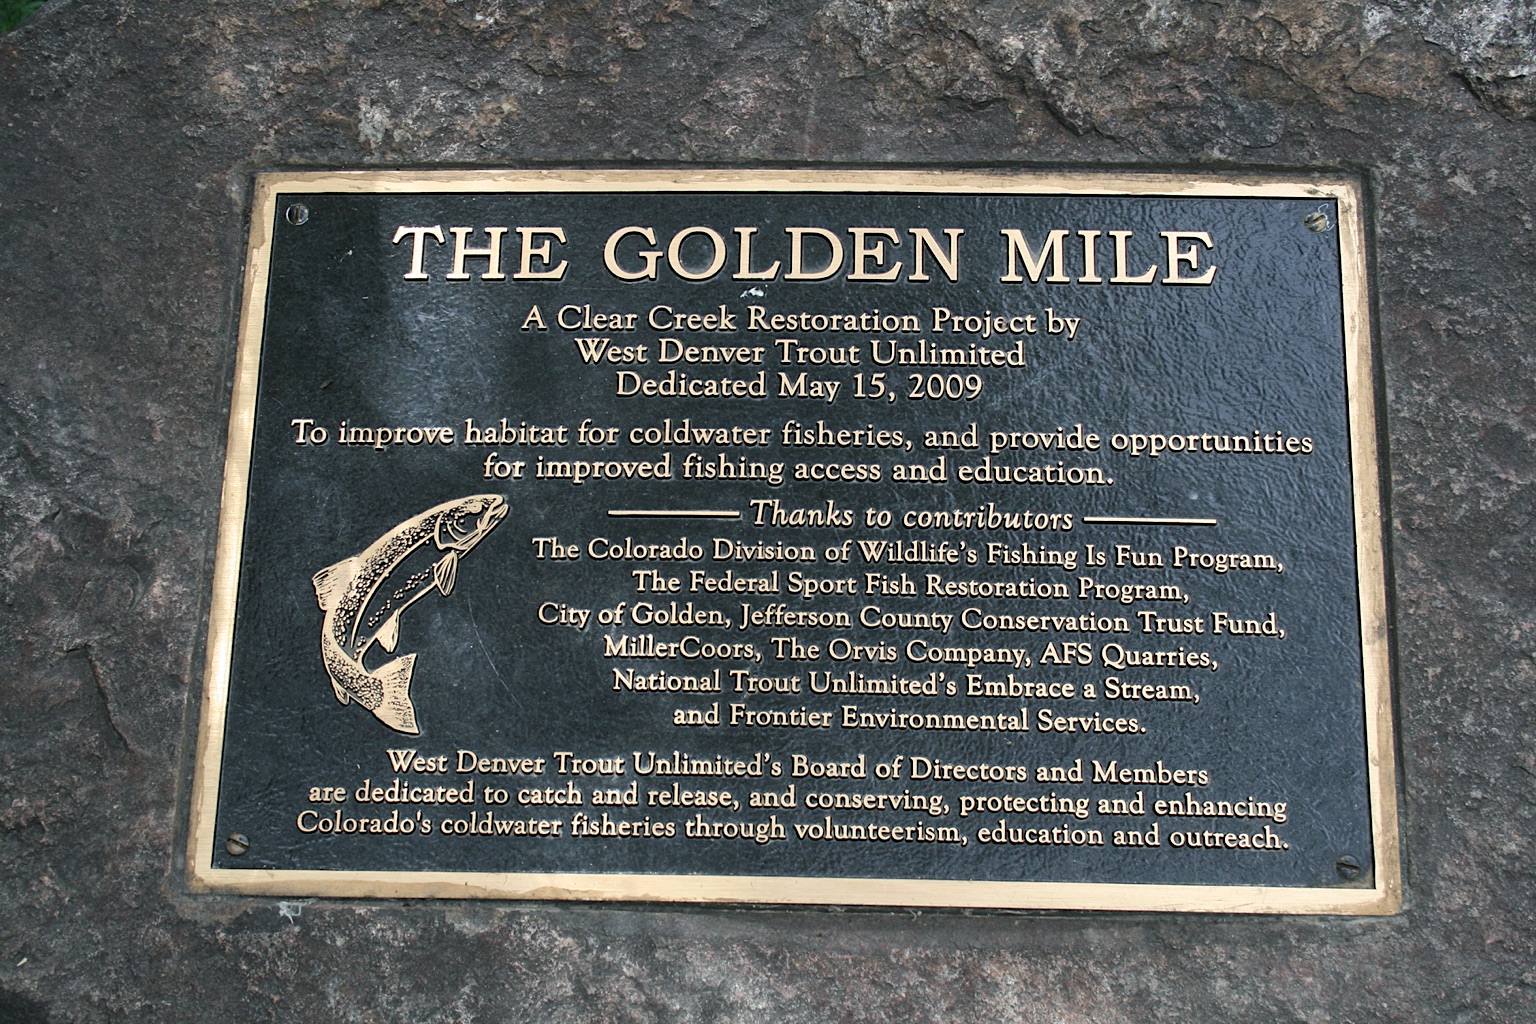 THE GOLDEN MILE
A Clear Creek Restoration Project by
West Denver Trout Unlimited
Dedicated May 15, 2009
To improve habitat for coldwater fisheries, and provide opportunities
for improved fishing access and education.
Thanks to contributors
The Colorado Division of Wildlife's Fishing Is Fun Program,
The Federal Sport Fish Restoration Program,
City of Golden, Jefferson County Conservation Trust Fund,
MillerCoors, The Orvis Company, AFS Quarries,
National Trout Unlimited's Embrace a Stream,
and Frontier Environmental Services.
West Denver Trout Unlimited's Board of Directors and Members
are dedicated to catch and release, and conserving, protecting and enhancing
Colorado's coldwater fisheries through volunteerism, education and outreach.